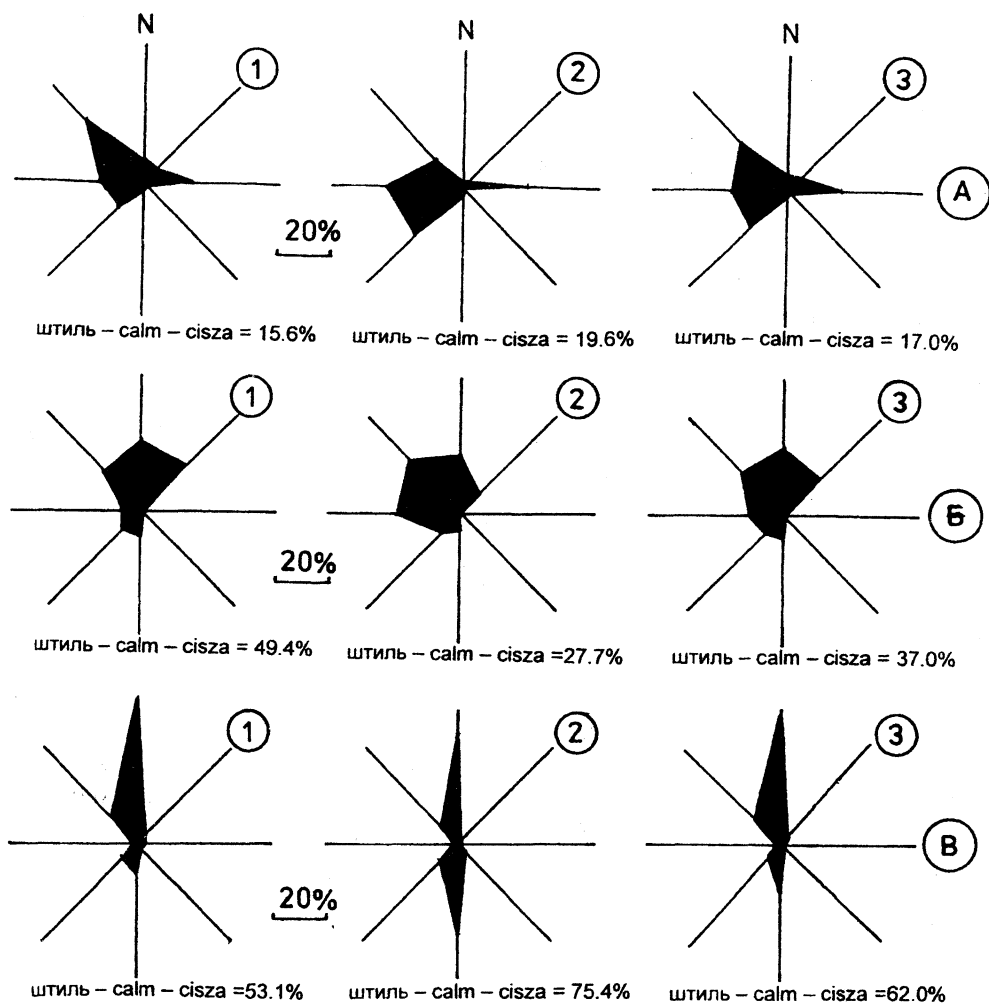 N N N
1 2 3
A
20%
штиль – calm – cisza = 15.6% штиль – calm – cisza = 19.6% штиль – calm – cisza = 17.0%
1 2 3
Б
20%
штиль – calm – cisza = 49.4% штиль – calm – cisza =27.7% штиль – calm – cisza = 37.0%
1 2 3
В
20%
штиль – calm – cisza =53.1% штиль – calm – cisza =75.4% штиль – calm – cisza =62.0%